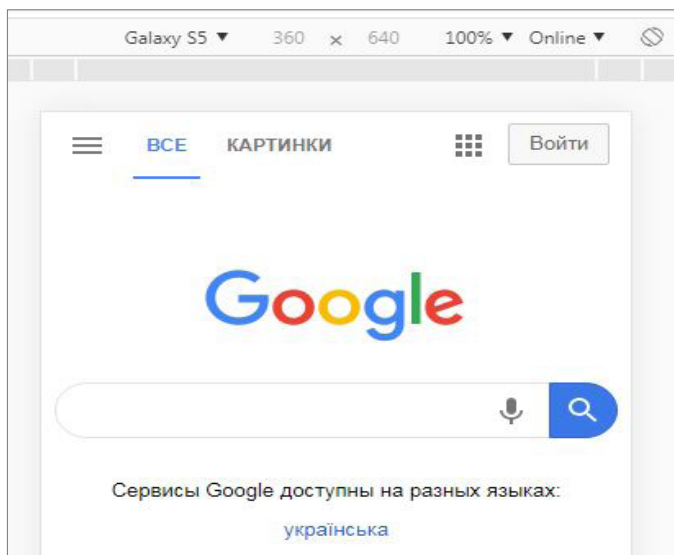 Galaxy S5 ▼ 360 × 640 100% ▼ Online ▼
ВСЕ КАРТИНКИ Войти
Google
Сервисы Google доступны на разных языках:
українська